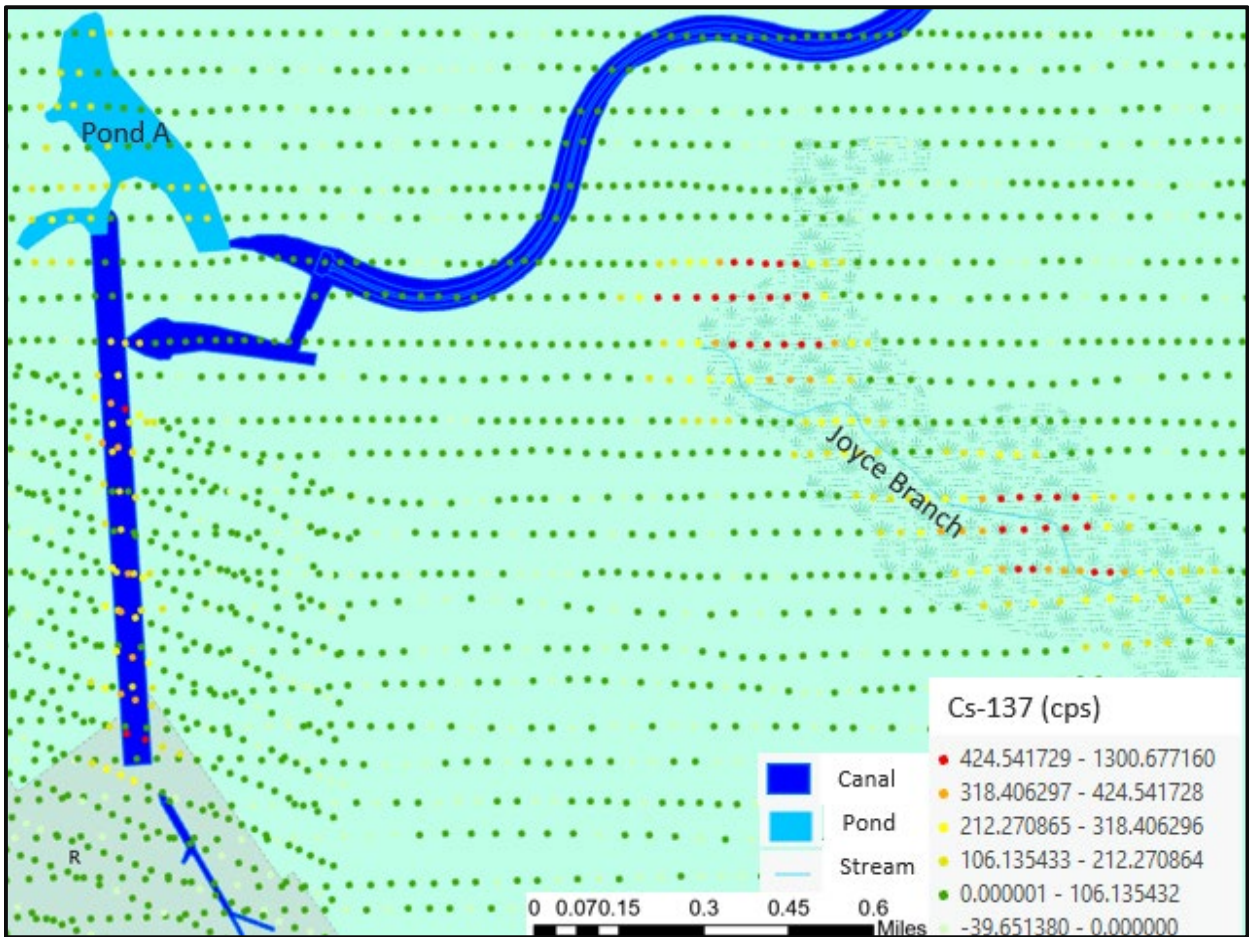 Pond A
Joyce Branch
R
Cs-137 (cps)
424.541729 - 1300.677160
318.406297 - 424.541728
212.270865 - 318.406296
106.135433 - 212.270864
0.000001 - 106.135432
-39.651380 - 0.000000
Canal
Pond
Stream
0 0.07 0.15 0.3 0.45 0.6
Miles